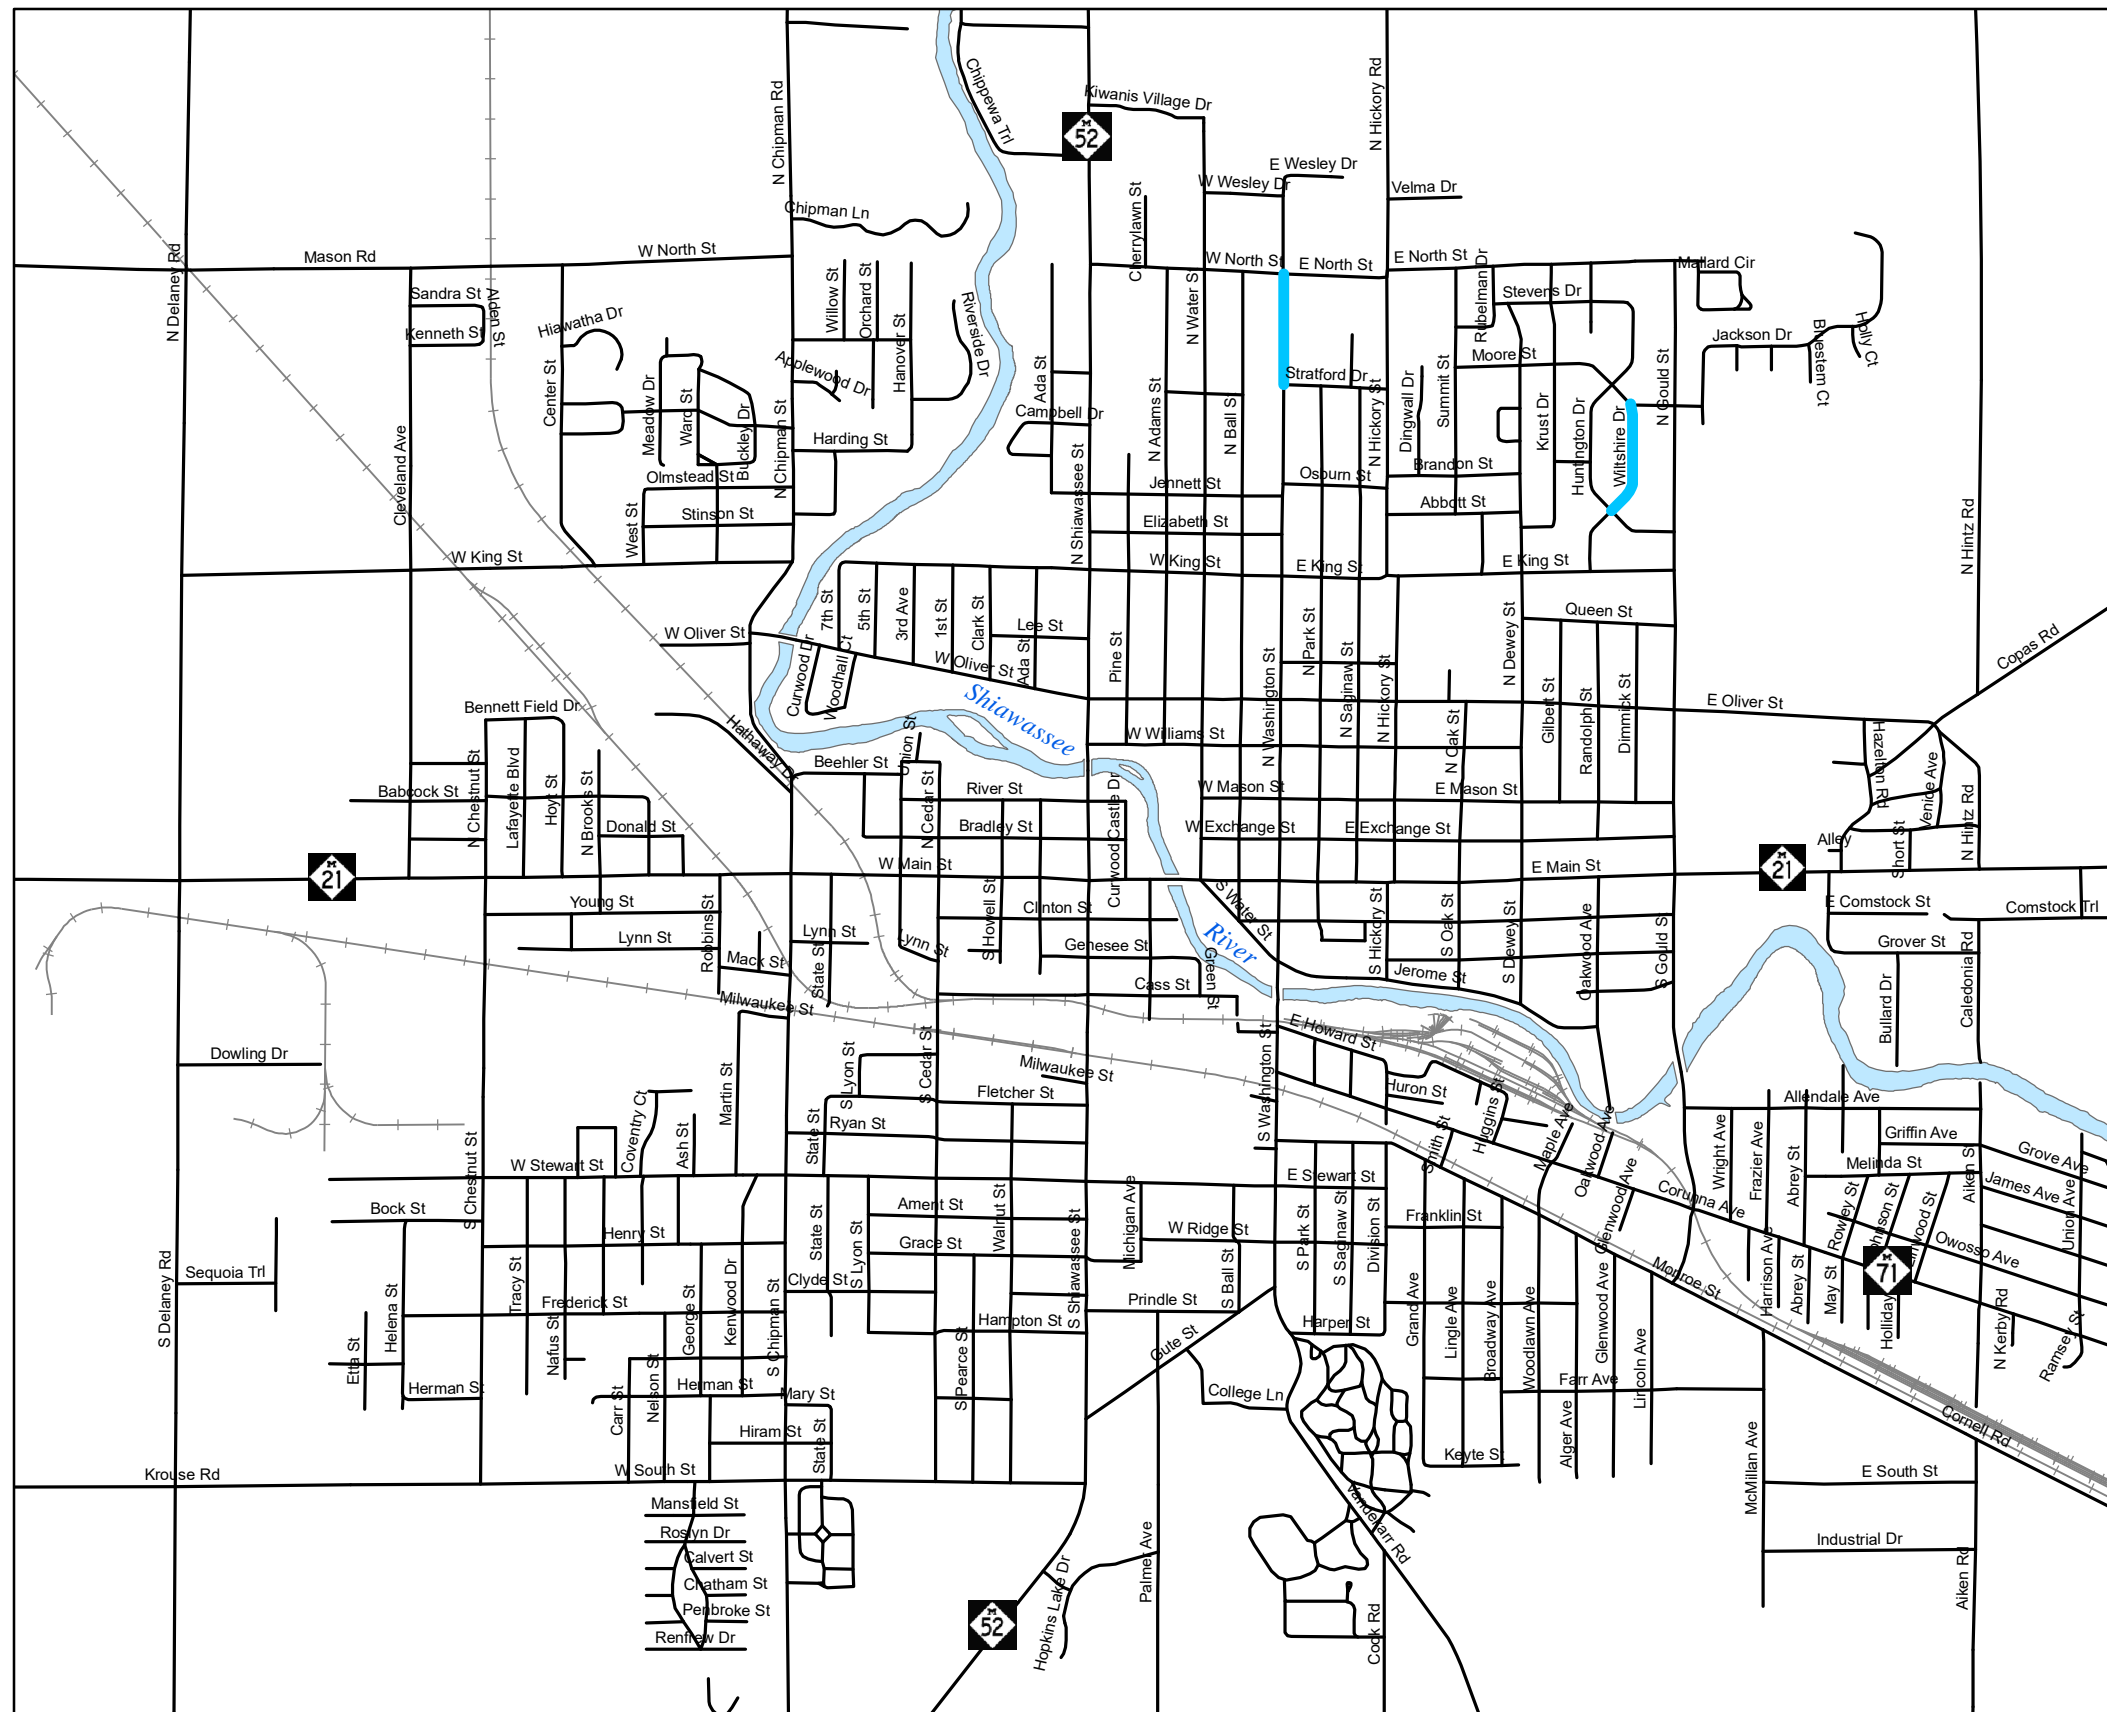 Chippewa Trl
Kiwanis Village Dr
M
52
N Chipman Rd
N Hickory Rd
E Wesley Dr
W Wesley Dr
Velma Dr
Cherrylawn St
Chipman Ln
N Delaney Rd
Mason Rd
W North St
W North St
E North St
E North St
Mallard Cir
Sandra St
Alden St
Kenneth St
Hiawatha Dr
Willow St
Orchard St
Hanover St
Riverside Dr
N Water St
Rubelman Dr
Stevens Dr
Jackson Dr
Bluestem Ct
Holly Ct
Center St
Meadow Dr
Ward St
Buckley Dr
Applewood Dr
N Chipman St
Harding St
Ada St
Campbell Dr
N Adams St
N Ball St
Stratford Dr
N Hickory St
Dingwall Dr
Summit St
Moore St
Krust Dr
Huntington Dr
Wiltshire Dr
N Gould St
Cleveland Ave
Olmstead St
Stinson St
West St
N Shiawassee St
Jennett St
Elizabeth St
Osburn St
Brandon St
Abbott St
N Hintz Rd
W King St
W King St
E King St
E King St
7th St
5th St
3rd Ave
1st St
Clark St
Lee St
Ada St
Pine St
N Washington St
N Park St
N Saginaw St
N Hickory St
N Dewey St
Queen St
Copas Rd
W Oliver St
W Oliver St
E Oliver St
Curwood Dr
Woodhall Ct
Shiawassee
Gilbert St
Randolph St
Dimmick St
Bennett Field Dr
Hathaway Dr
Union St
W Williams St
N Oak St
Hazelton Rd
Venice Ave
N Hintz Rd
Babcock St
N Chestnut St
Lafayette Blvd
Hoyt St
N Brooks St
Donald St
Beehler St
N Cedar St
River St
Bradley St
Curwood Castle Dr
W Mason St
E Mason St
W Exchange St
E Exchange St
Alley
Short St
M
21
W Main St
E Main St
M
21
Young St
Lynn St
Robbins St
Mack St
Lynn St
State St
Lynn St
S Howell St
Clinton St
Genesee St
Green St
S Water St
River
S Hickory St
S Oak St
S Dewey St
Oakwood Ave
S Gould St
E Comstock St
Comstock Trl
Grover St
Bullard Dr
Caledonia Rd
Milwaukee St
Cass St
Jerome St
Dowling Dr
Martin St
S Lyon St
S Cedar St
Milwaukee St
Fletcher St
S Washington St
E Howard St
Huron St
Huggins St
Smith St
Maple Ave
Oakwood Ave
Allendale Ave
S Chestnut St
Coventry Ct
Ash St
State St
Ryan St
W Stewart St
E Stewart St
Glenwood Ave
Corunna Ave
Wright Ave
Frazier Ave
Abrey St
Griffin Ave
Melinda St
Aiken St
Grove Ave
James Ave
Union Ave
Bock St
Henry St
State St
S Lyon St
Ament St
Grace St
Walnut St
S Shiawassee St
Michigan Ave
W Ridge St
S Ball St
S Park St
S Saginaw St
Division St
Franklin St
Rowley St
Owosso Ave
M
71
S Delaney Rd
Sequoia Trl
Etta St
Helena St
Tracy St
Nafus St
Frederick St
George St
Kenwood Dr
S Chipman St
Clyde St
Hampton St
S Pearce St
Prindle St
Gute St
Harper St
Grand Ave
Lingle Ave
Broadway Ave
Woodlawn Ave
Glenwood Ave
Lincoln Ave
Monroe St
Harrison Ave
Abrey St
May St
Holliday
N Kerby Rd
Ramsey St
Herman St
Herman St
Carr St
Nelson St
Mary St
Hiram St
State St
College Ln
Farr Ave
Alger Ave
Keyte St
McMillan Ave
Cornell Rd
Krouse Rd
W South St
E South St
Mansfield St
Roslyn Dr
Calvert St
Chatham St
Penbroke St
Renfrew Dr
M
52
Hopkins Lake Dr
Palmer Ave
Vandekarr Rd
Cook Rd
Industrial Dr
Aiken Rd